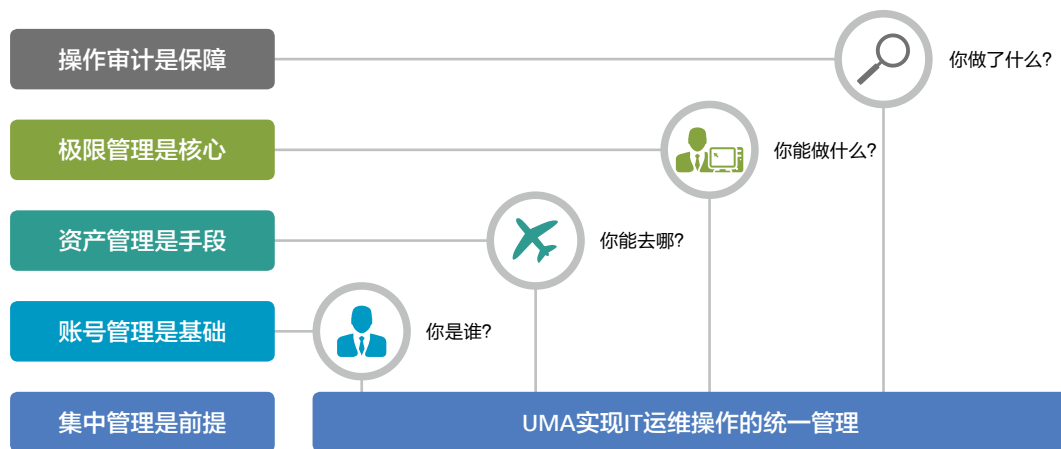 操作审计是保障
你做了什么?
极限管理是核心
你能做什么?
资产管理是手段
你能去哪?
账号管理是基础
你是谁?
集中管理是前提
UMA实现IT运维操作的统一管理